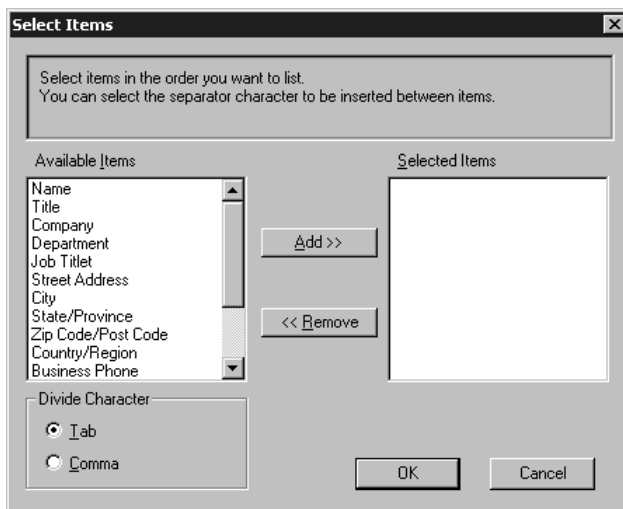 Select Items
Select items in the order you want to list.
You can select the separator character to be inserted between items.
Available Items
Selected Items
Name
Title
Company
Department
Job Titlet
Street Address
City
State/Province
Zip Code/Post Code
Country/Region
Business Phone
Add >>
<< Remove
Divide Character
Tab
Comma
OK
Cancel